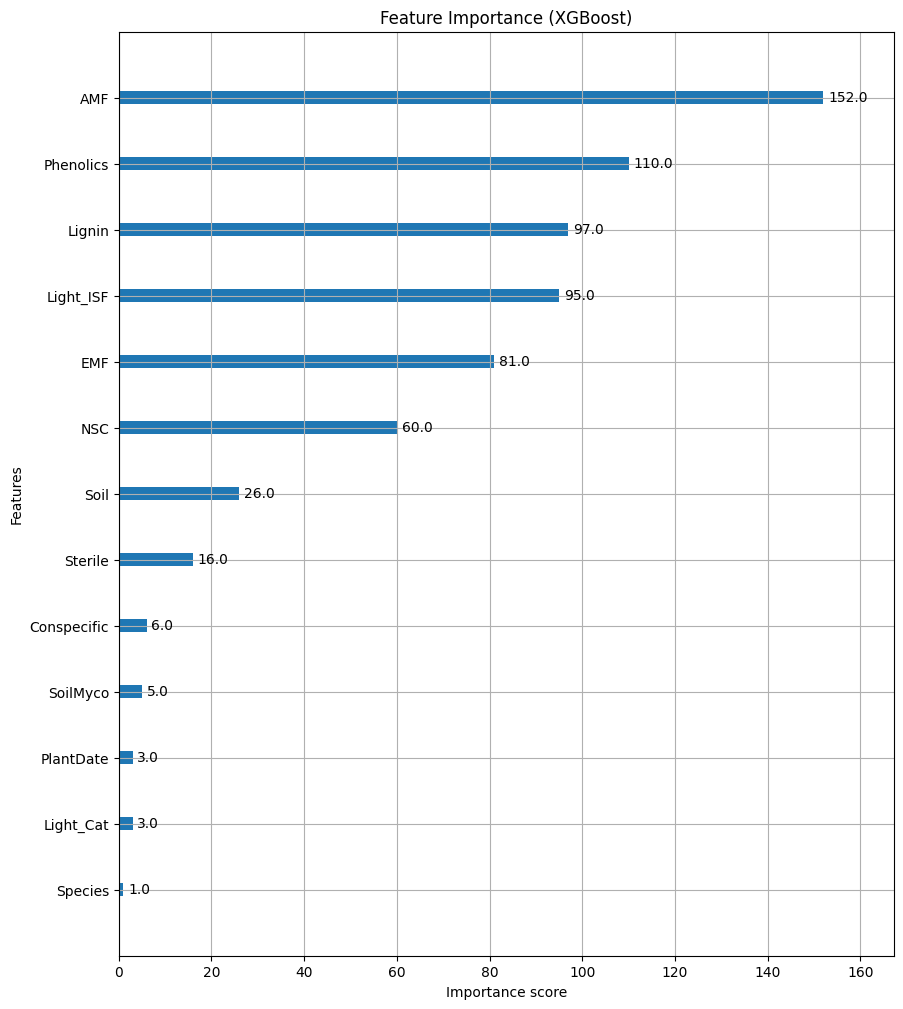 Feature Importance (XGBoost)
AMF 152.0
Phenolics 110.0
Lignin 97.0
Light_ISF 95.0
EMF 81.0
NSC 60.0
Soil 26.0
Sterile 16.0
Conspecific 6.0
SoilMyco 5.0
PlantDate 3.0
Light_Cat 3.0
Species 1.0
Features
0 20 40 60 80 100 120 140 160
Importance score